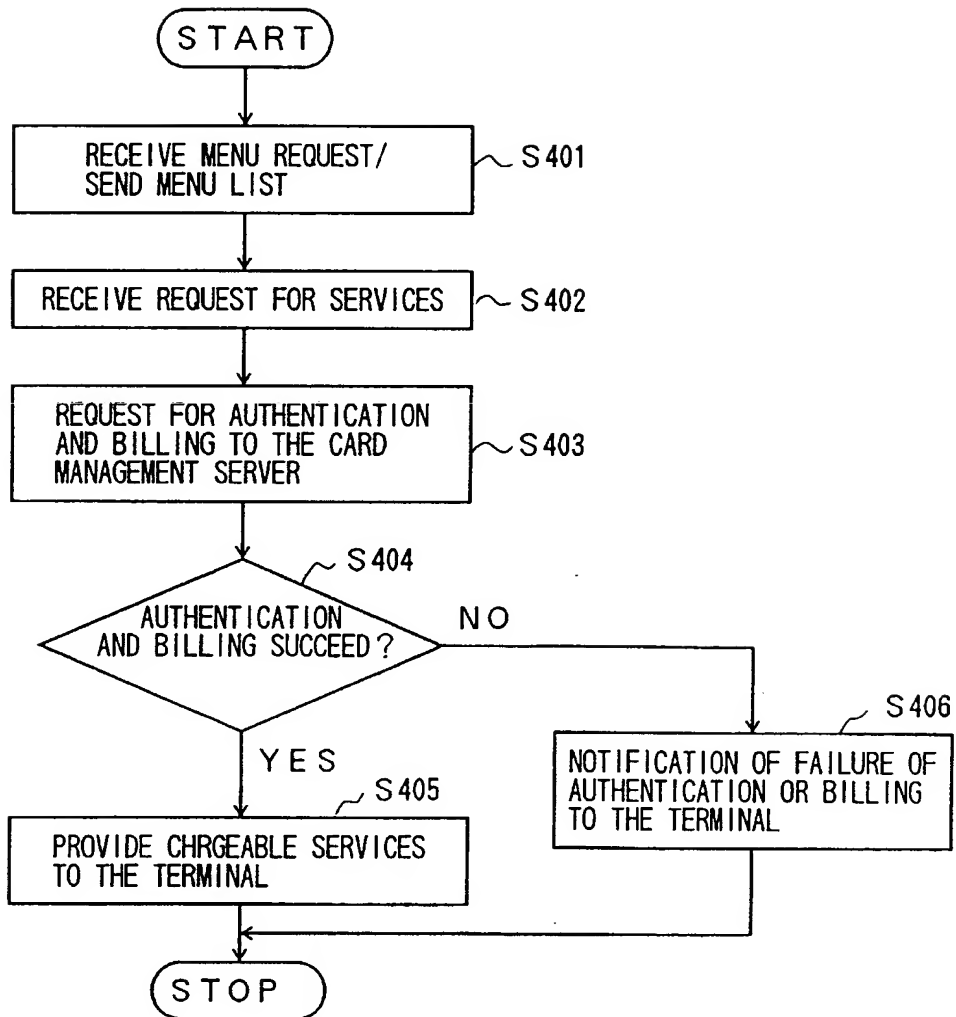 START
RECEIVE MENU REQUEST/
SEND MENU LIST
S401
RECEIVE REQUEST FOR SERVICES
S402
REQUEST FOR AUTHENTICATION
AND BILLING TO THE CARD
MANAGEMENT SERVER
S403
S404
AUTHENTICATION
AND BILLING SUCCEED?
NO
YES
S405
PROVIDE CHRGEABLE SERVICES
TO THE TERMINAL
S406
NOTIFICATION OF FAILURE OF
AUTHENTICATION OR BILLING
TO THE TERMINAL
STOP